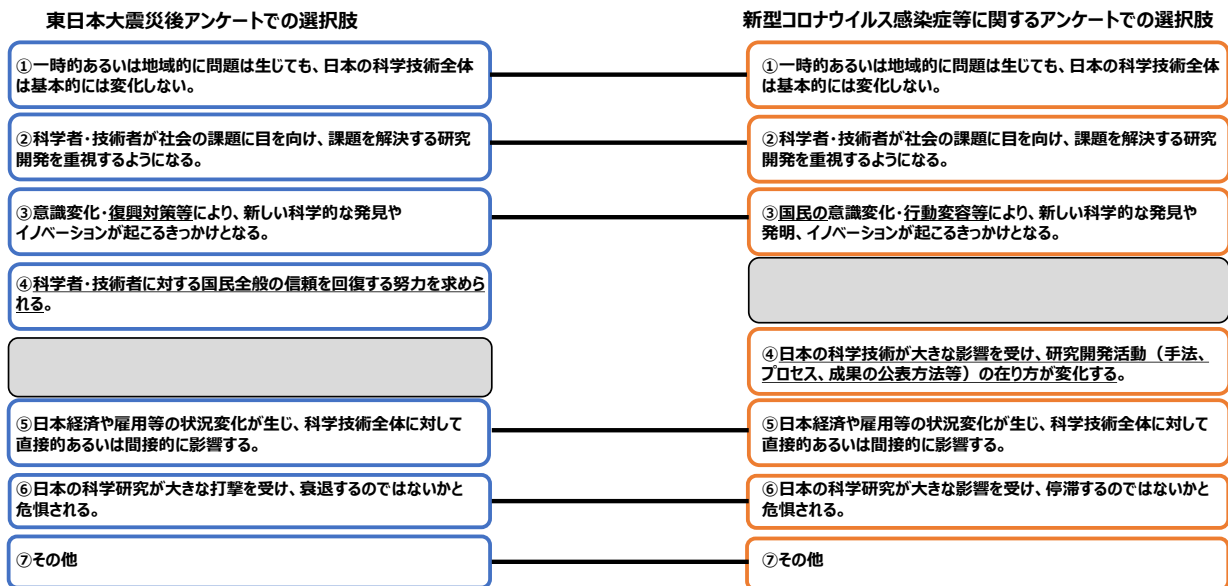 東日本大震災後アンケートでの選択肢
①一時的あるいは地域的に問題は生じても、日本の科学技術全体
は基本的には変化しない。
②科学者・技術者が社会の課題に目を向け、課題を解決する研究
開発を重視するようになる。
③意識変化・復興対策等により、新しい科学的な発見や
イノベーションが起こるきっかけとなる。
④科学者・技術者に対する国民全般の信頼を回復する努力を求めら
れる。
⑤日本経済や雇用等の状況変化が生じ、科学技術全体に対して
直接的あるいは間接的に影響する。
⑥日本の科学研究が大きな打撃を受け、衰退するのではないかと
危惧される。
⑦その他
新型コロナウイルス感染症等に関するアンケートでの選択肢
①一時的あるいは地域的に問題は生じても、日本の科学技術全体
は基本的には変化しない。
②科学者・技術者が社会の課題に目を向け、課題を解決する研究
開発を重視するようになる。
③国民の意識変化・行動変容等により、新しい科学的な発見や
発明、イノベーションが起こるきっかけとなる。
④日本の科学技術が大きな影響を受け、研究開発活動（手法、
プロセス、成果の公表方法等）の在り方が変化する。
⑤日本経済や雇用等の状況変化が生じ、科学技術全体に対して
直接的あるいは間接的に影響する。
⑥日本の科学研究が大きな影響を受け、停滞するのではないかと
危惧される。
⑦その他